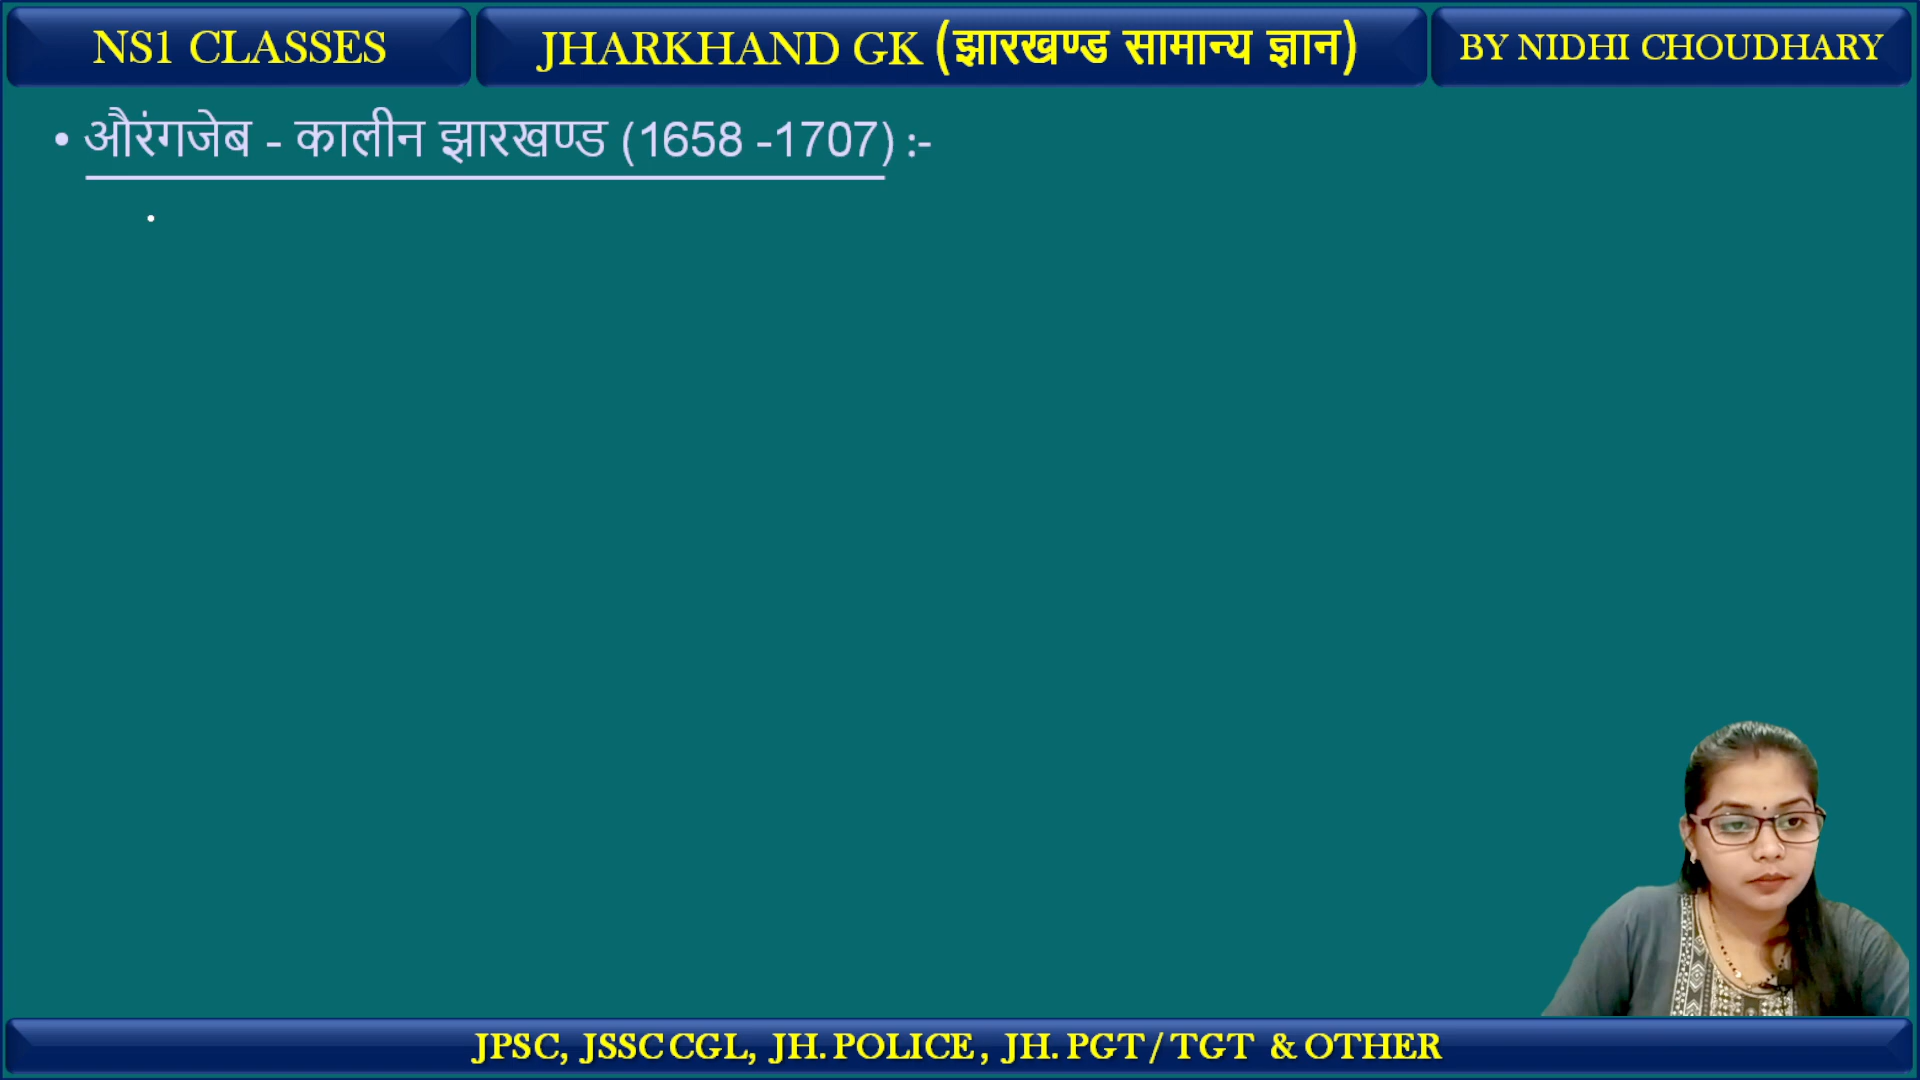 NS1 CLASSES
JHARKHAND GK (झारखण्ड सामान्य ज्ञान)
BY NIDHI CHOUDHARY
• औरंगजेब - कालीन झारखण्ड (1658 -1707) :-
JPSC, JSSC CGL, JH. POLICE, JH. PGT / TGT & OTHER